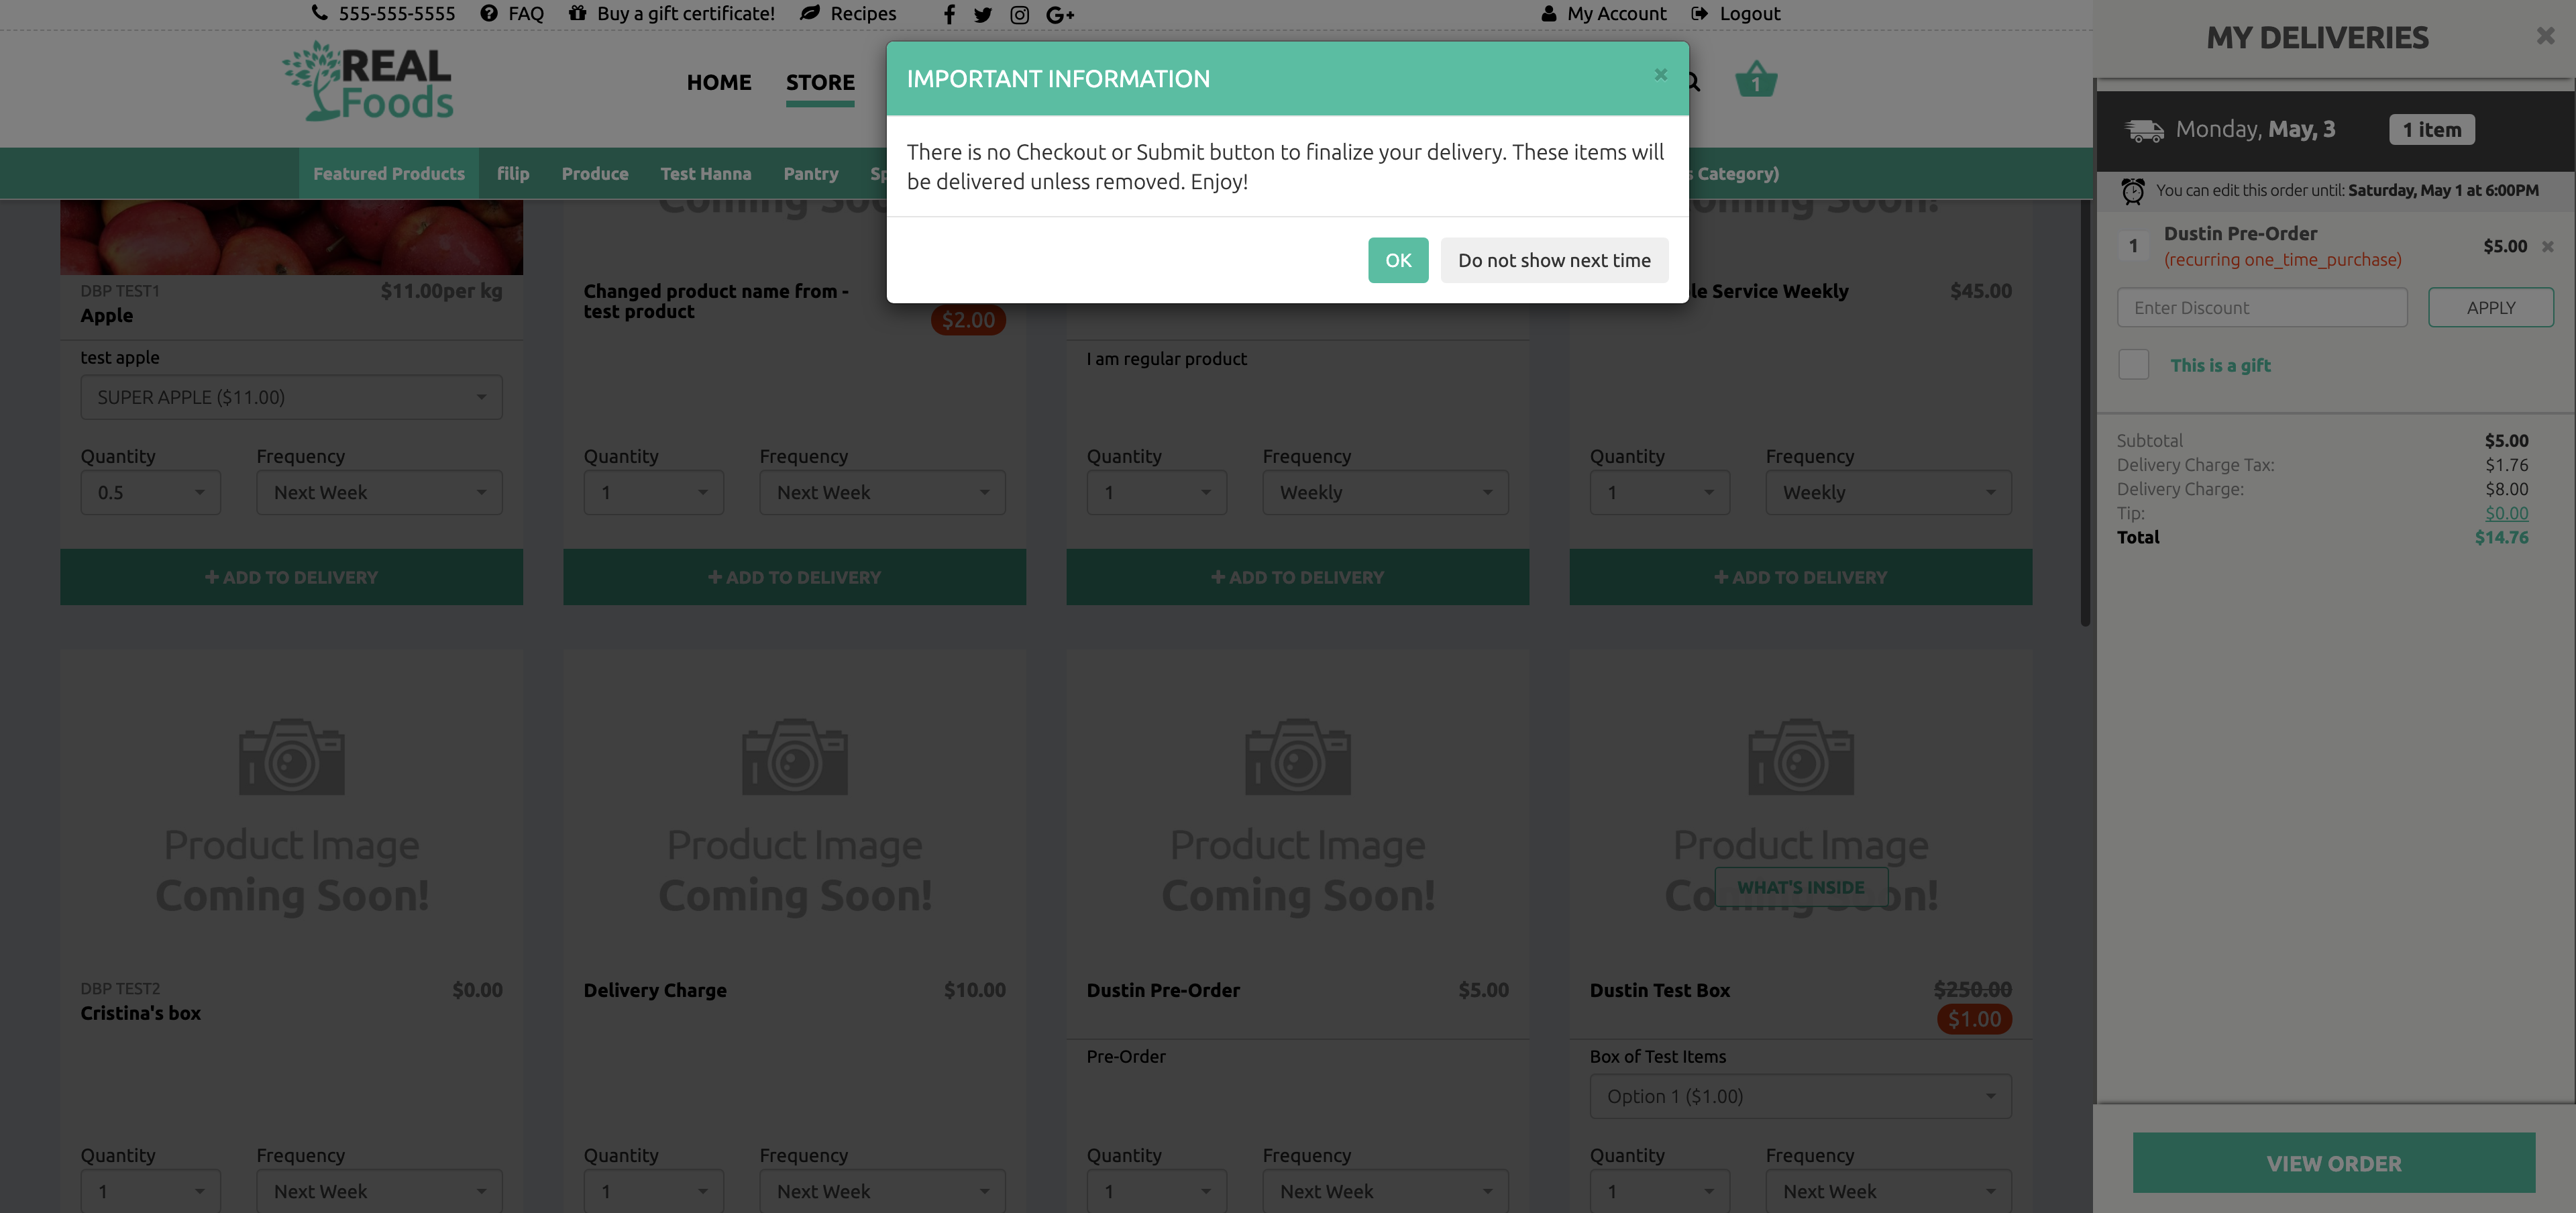 555-555-5555 FAQ Buy a gift certificate! Recipes My Account Logout
REAL
Foods
HOME STORE
1
IMPORTANT INFORMATION
There is no Checkout or Submit button to finalize your delivery. These items will
be delivered unless removed. Enjoy!
OK Do not show next time
Featured Products filip Produce Test Hanna Pantry Sp Category)
DBP TEST1 $11.00per kg
Apple
test apple
SUPER APPLE ($11.00)
Quantity Frequency
0.5 Next Week
+ ADD TO DELIVERY
Coming Soo
Changed product name from -
test product
$2.00
Quantity Frequency
1 Next Week
+ ADD TO DELIVERY
I am regular product
Quantity Frequency
1 Weekly
+ ADD TO DELIVERY
oming Soon!
le Service Weekly $45.00
Quantity Frequency
1 Weekly
+ ADD TO DELIVERY
Product Image
Coming Soon!
DBP TEST2 $0.00
Cristina's box
Quantity Frequency
1 Next Week
Product Image
Coming Soon!
Delivery Charge $10.00
Quantity Frequency
1 Next Week
Product Image
Coming Soon!
Dustin Pre-Order $5.00
Pre-Order
Quantity Frequency
1 Next Week
Product Image
Coming Soon!
WHAT'S INSIDE
Dustin Test Box $250.00
$1.00
Box of Test Items
Option 1 ($1.00)
Quantity Frequency
1 Next Week
MY DELIVERIES
Monday, May, 3 1 item
You can edit this order until: Saturday, May 1 at 6:00PM
1 Dustin Pre-Order $5.00
(recurring one_time_purchase)
Enter Discount APPLY
This is a gift
Subtotal $5.00
Delivery Charge Tax: $1.76
Delivery Charge: $8.00
Tip: $0.00
Total $14.76
VIEW ORDER